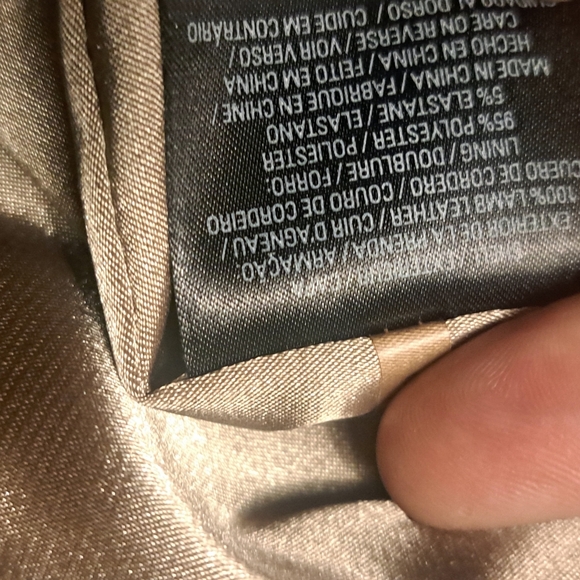 EXTERIOR DE LA PRENDA / ARMAÇÃO:
100% LAMB LEATHER / CUIR D'AGNEAU /
CUERO DE CORDERO / COURO DE CORDEIRO
LINING / DOUBLURE / FORRO:
95% POLYESTER / POLIESTER
5% ELASTANE / ELASTANO
MADE IN CHINA / FABRIQUE EN CHINE /
HECHO EN CHINA / FEITO EM CHINA
CARE ON REVERSE / VOIR VERSO /
AL DORSO / CUIDE EM CONTRÁRIO